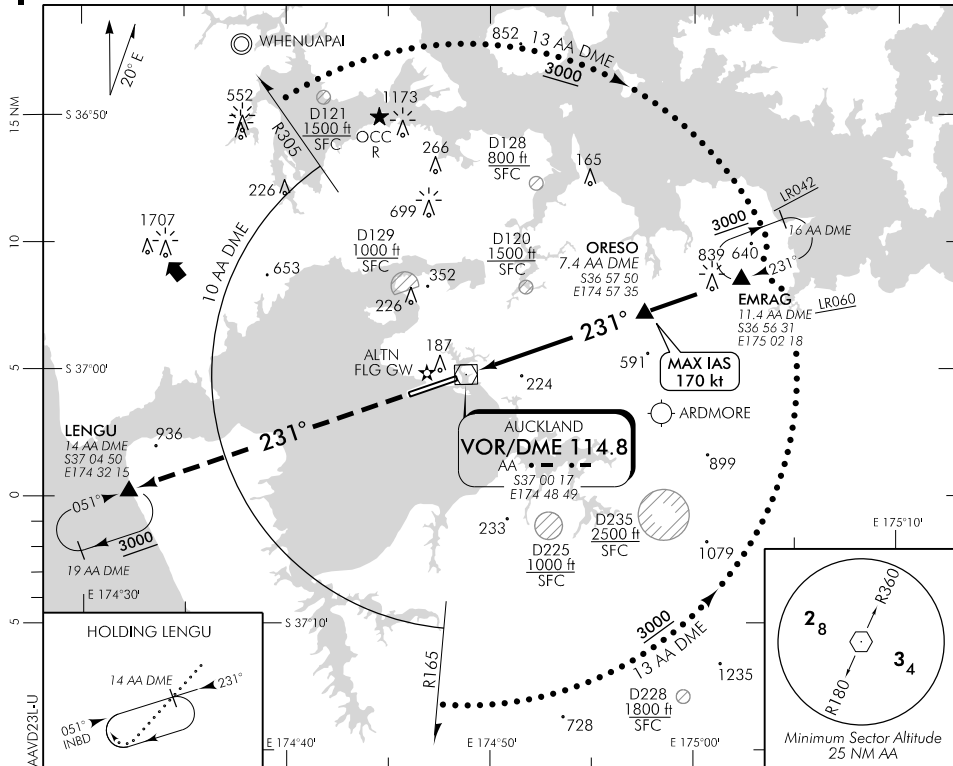 WHENUAPAI
852
13 AA DME
3000
20° E
552
1173
15 NM
S 36°50'
D121
1500 ft
SFC
OCC
R
R305
266
D128
800 ft
SFC
165
226
699
LR042
3000
16 AA DME
1707
10
10 AA DME
653
D129
1000 ft
SFC
352
226
D120
1500 ft
SFC
ORESO
7.4 AA DME
S36 57 50
E174 57 35
839
640
231°
EMRAG
11.4 AA DME
S36 56 31
E175 02 18
LR060
231°
187
ALTN
FLG GW
5
S 37°00'
591
MAX IAS
170 kt
224
ARDMORE
AUCKLAND
VOR/DME 114.8
AA
S37 00 17
E174 48 49
231°
LENGU
14 AA DME
S37 04 50
E174 32 15
936
899
0
051°
3000
19 AA DME
233
D225
1000 ft
SFC
D235
2500 ft
SFC
1079
E 175°10'
E 174°30'
5
S 37°10'
HOLDING LENGU
14 AA DME
231°
051°
INBD
R165
3000
13 AA DME
1235
D228
1800 ft
SFC
728
R360
2 8
3 4
R180
Minimum Sector Altitude
25 NM AA
E 174°40'
E 174°50'
E 175°00'
AAVD23L-U